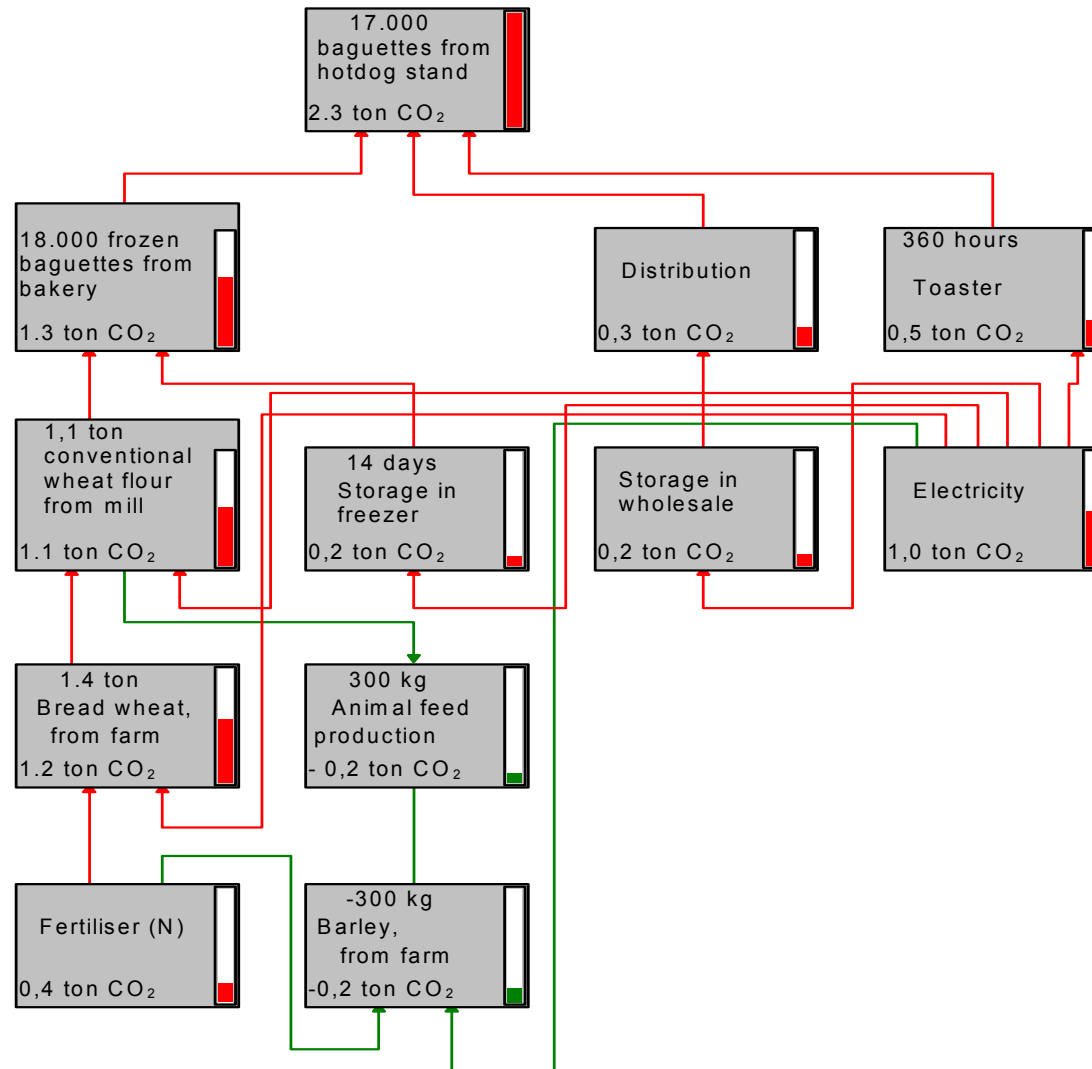 17.000
baguettes from
hotdog stand
2.3 ton CO₂
18.000 frozen
baguettes from
bakery
1.3 ton CO₂
Distribution
0,3 ton CO₂
360 hours
Toaster
0,5 ton CO₂
1,1 ton
conventional
wheat flour
from mill
1.1 ton CO₂
14 days
Storage in
freezer
0,2 ton CO₂
Storage in
wholesale
0,2 ton CO₂
Electricity
1,0 ton CO₂
1.4 ton
Bread wheat,
from farm
1.2 ton CO₂
300 kg
Animal feed
production
- 0,2 ton CO₂
Fertiliser (N)
0,4 ton CO₂
-300 kg
Barley,
from farm
-0,2 ton CO₂